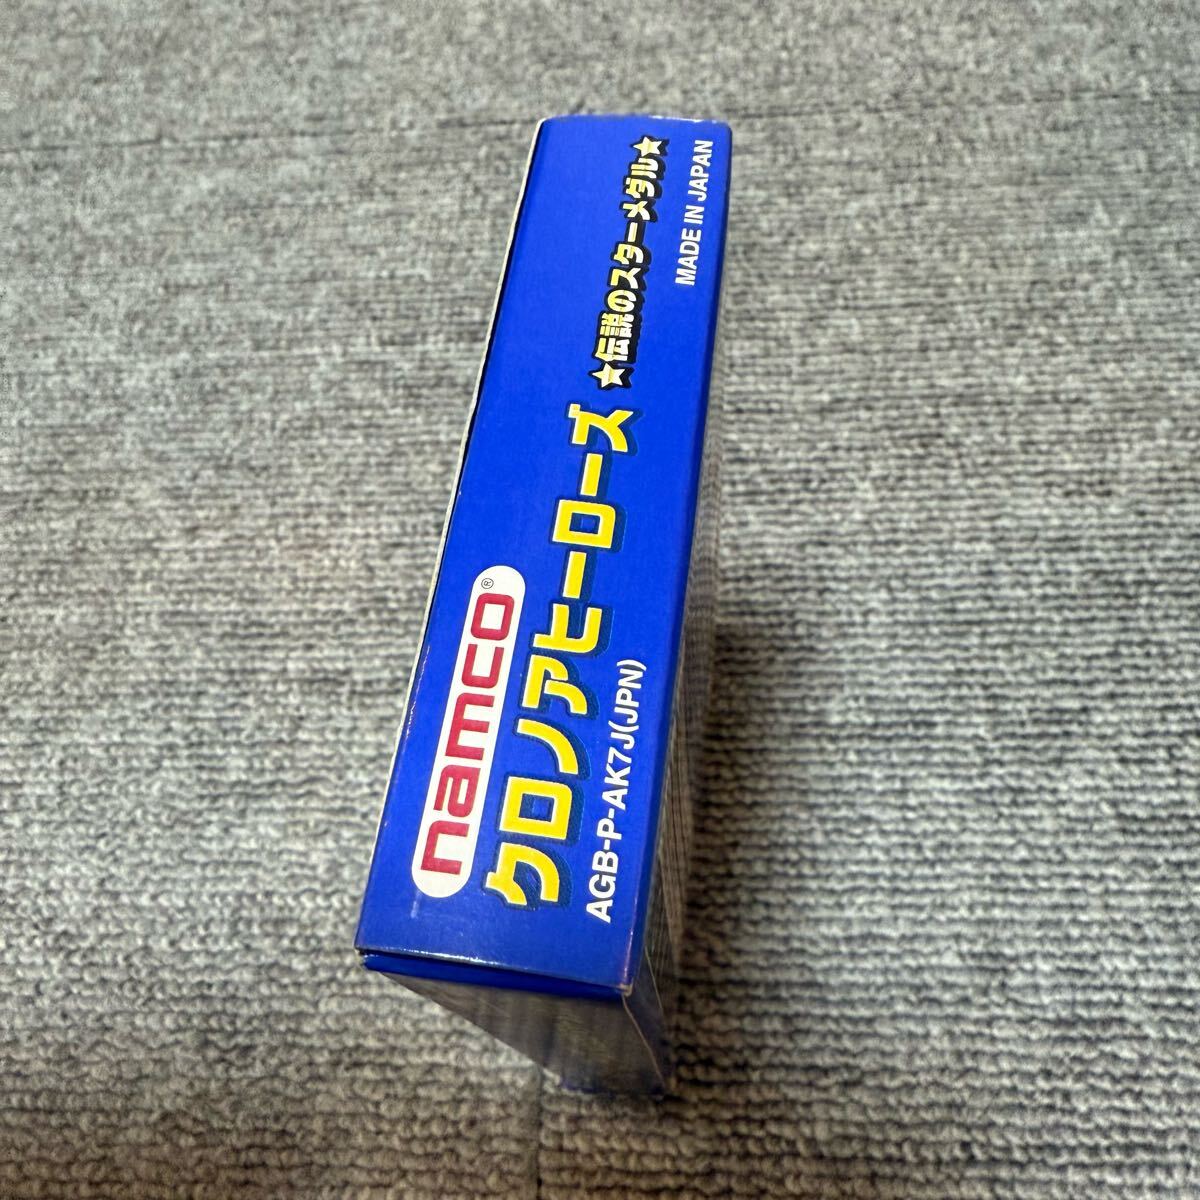 namco®
クロノアヒーローズ
★伝説のスターメダル★
AGB-P-AK7J(JPN)
MADE IN JAPAN